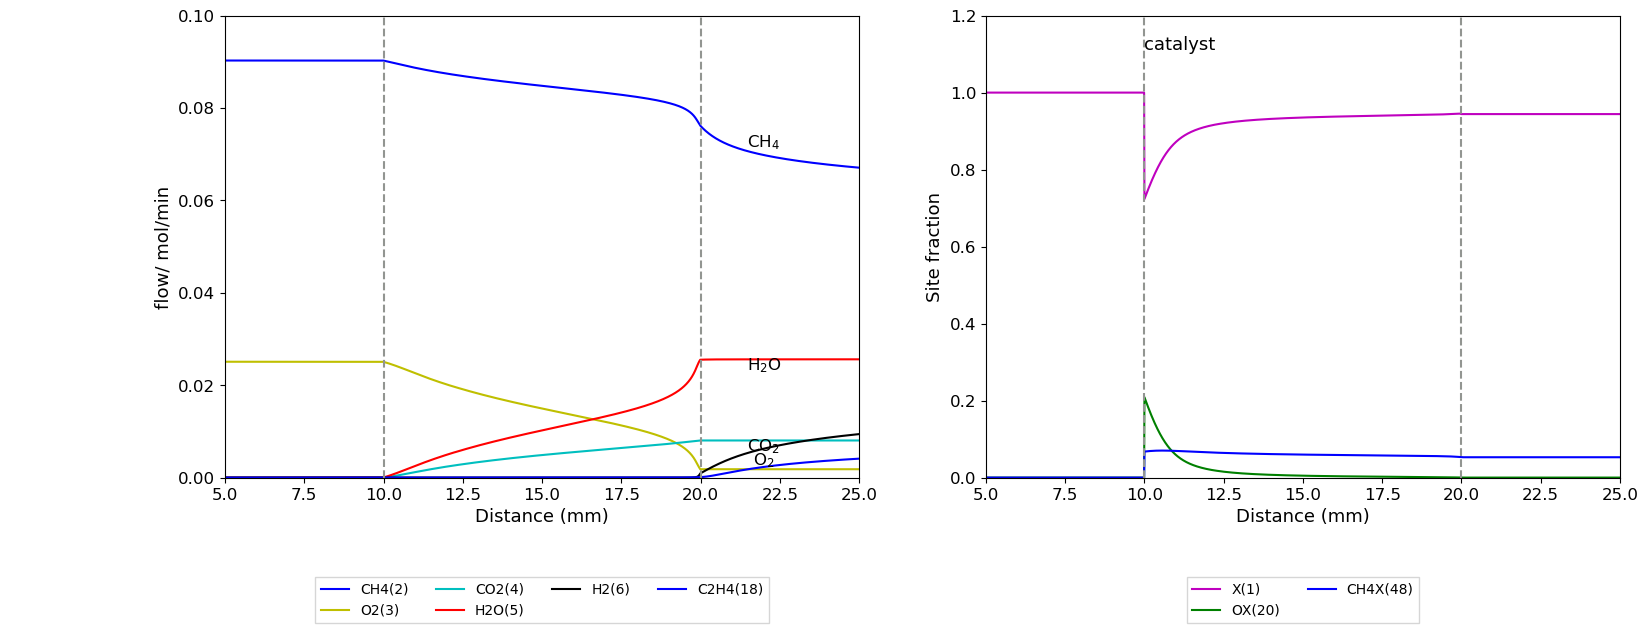 0.10
0.08
0.06
0.04
0.02
0.00
flow/ mol/min
CH₄
H₂O
CO₂
O₂
5.0 7.5 10.0 12.5 15.0 17.5 20.0 22.5 25.0
Distance (mm)
CH4(2) CO2(4) H2(6) C2H4(18)
O2(3) H2O(5)
1.2
1.0
0.8
0.6
0.4
0.2
0.0
Site fraction
catalyst
5.0 7.5 10.0 12.5 15.0 17.5 20.0 22.5 25.0
Distance (mm)
X(1) CH4X(48)
OX(20)